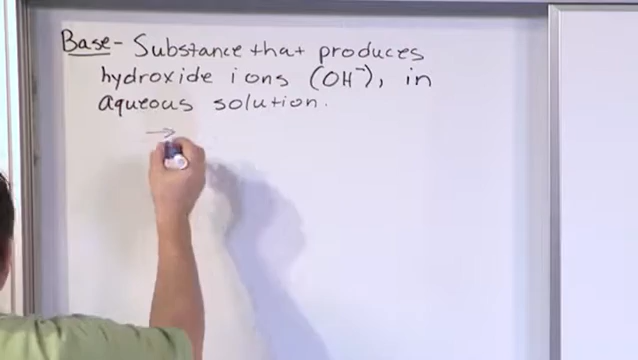 Base- Substance that produces
hydroxide ions (OH⁻), in
aqueous solution.
→